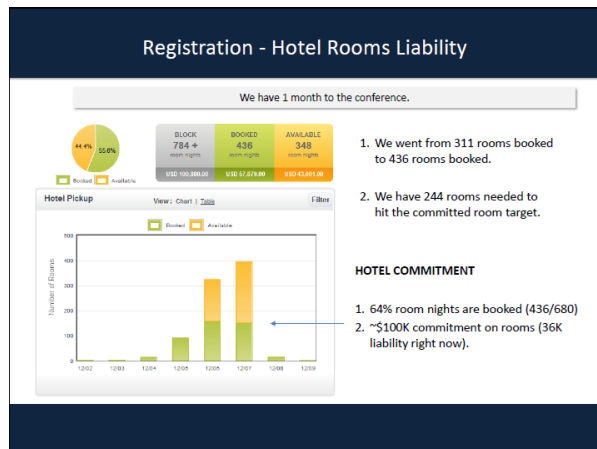 Registration - Hotel Rooms Liability
We have 1 month to the conference.
44.4%
55.6%
Booked
Available
BLOCK
784 +
room nights
BOOKED
436
room nights
USD 57,879.00
AVAILABLE
348
room nights
1. We went from 311 rooms booked
to 436 rooms booked.
2. We have 244 rooms needed to
hit the committed room target.
Hotel Pickup
View: Chart | Table
Filter
Booked
Available
Number of Rooms
500
400
300
200
100
0
12/02
12/03
12/04
12/05
12/06
12/07
12/08
12/09
HOTEL COMMITMENT
1. 64% room nights are booked (436/680)
2. ~$100K commitment on rooms (36K
liability right now).